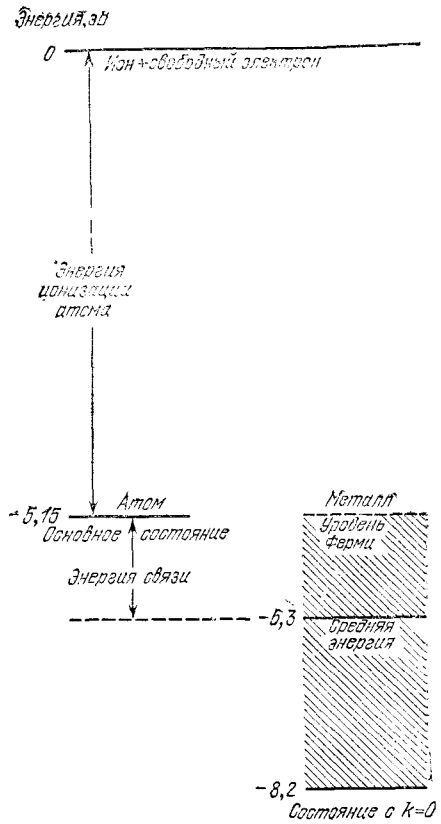 Энергия, эв
0
Ион + свободный электрон
Энергия
ионизации
атома
-5,15
Атом
Основное состояние
Энергия связи
Металл
Уровень
Ферми
-6,3
Средняя
энергия
-8,2
Состояние с k=0